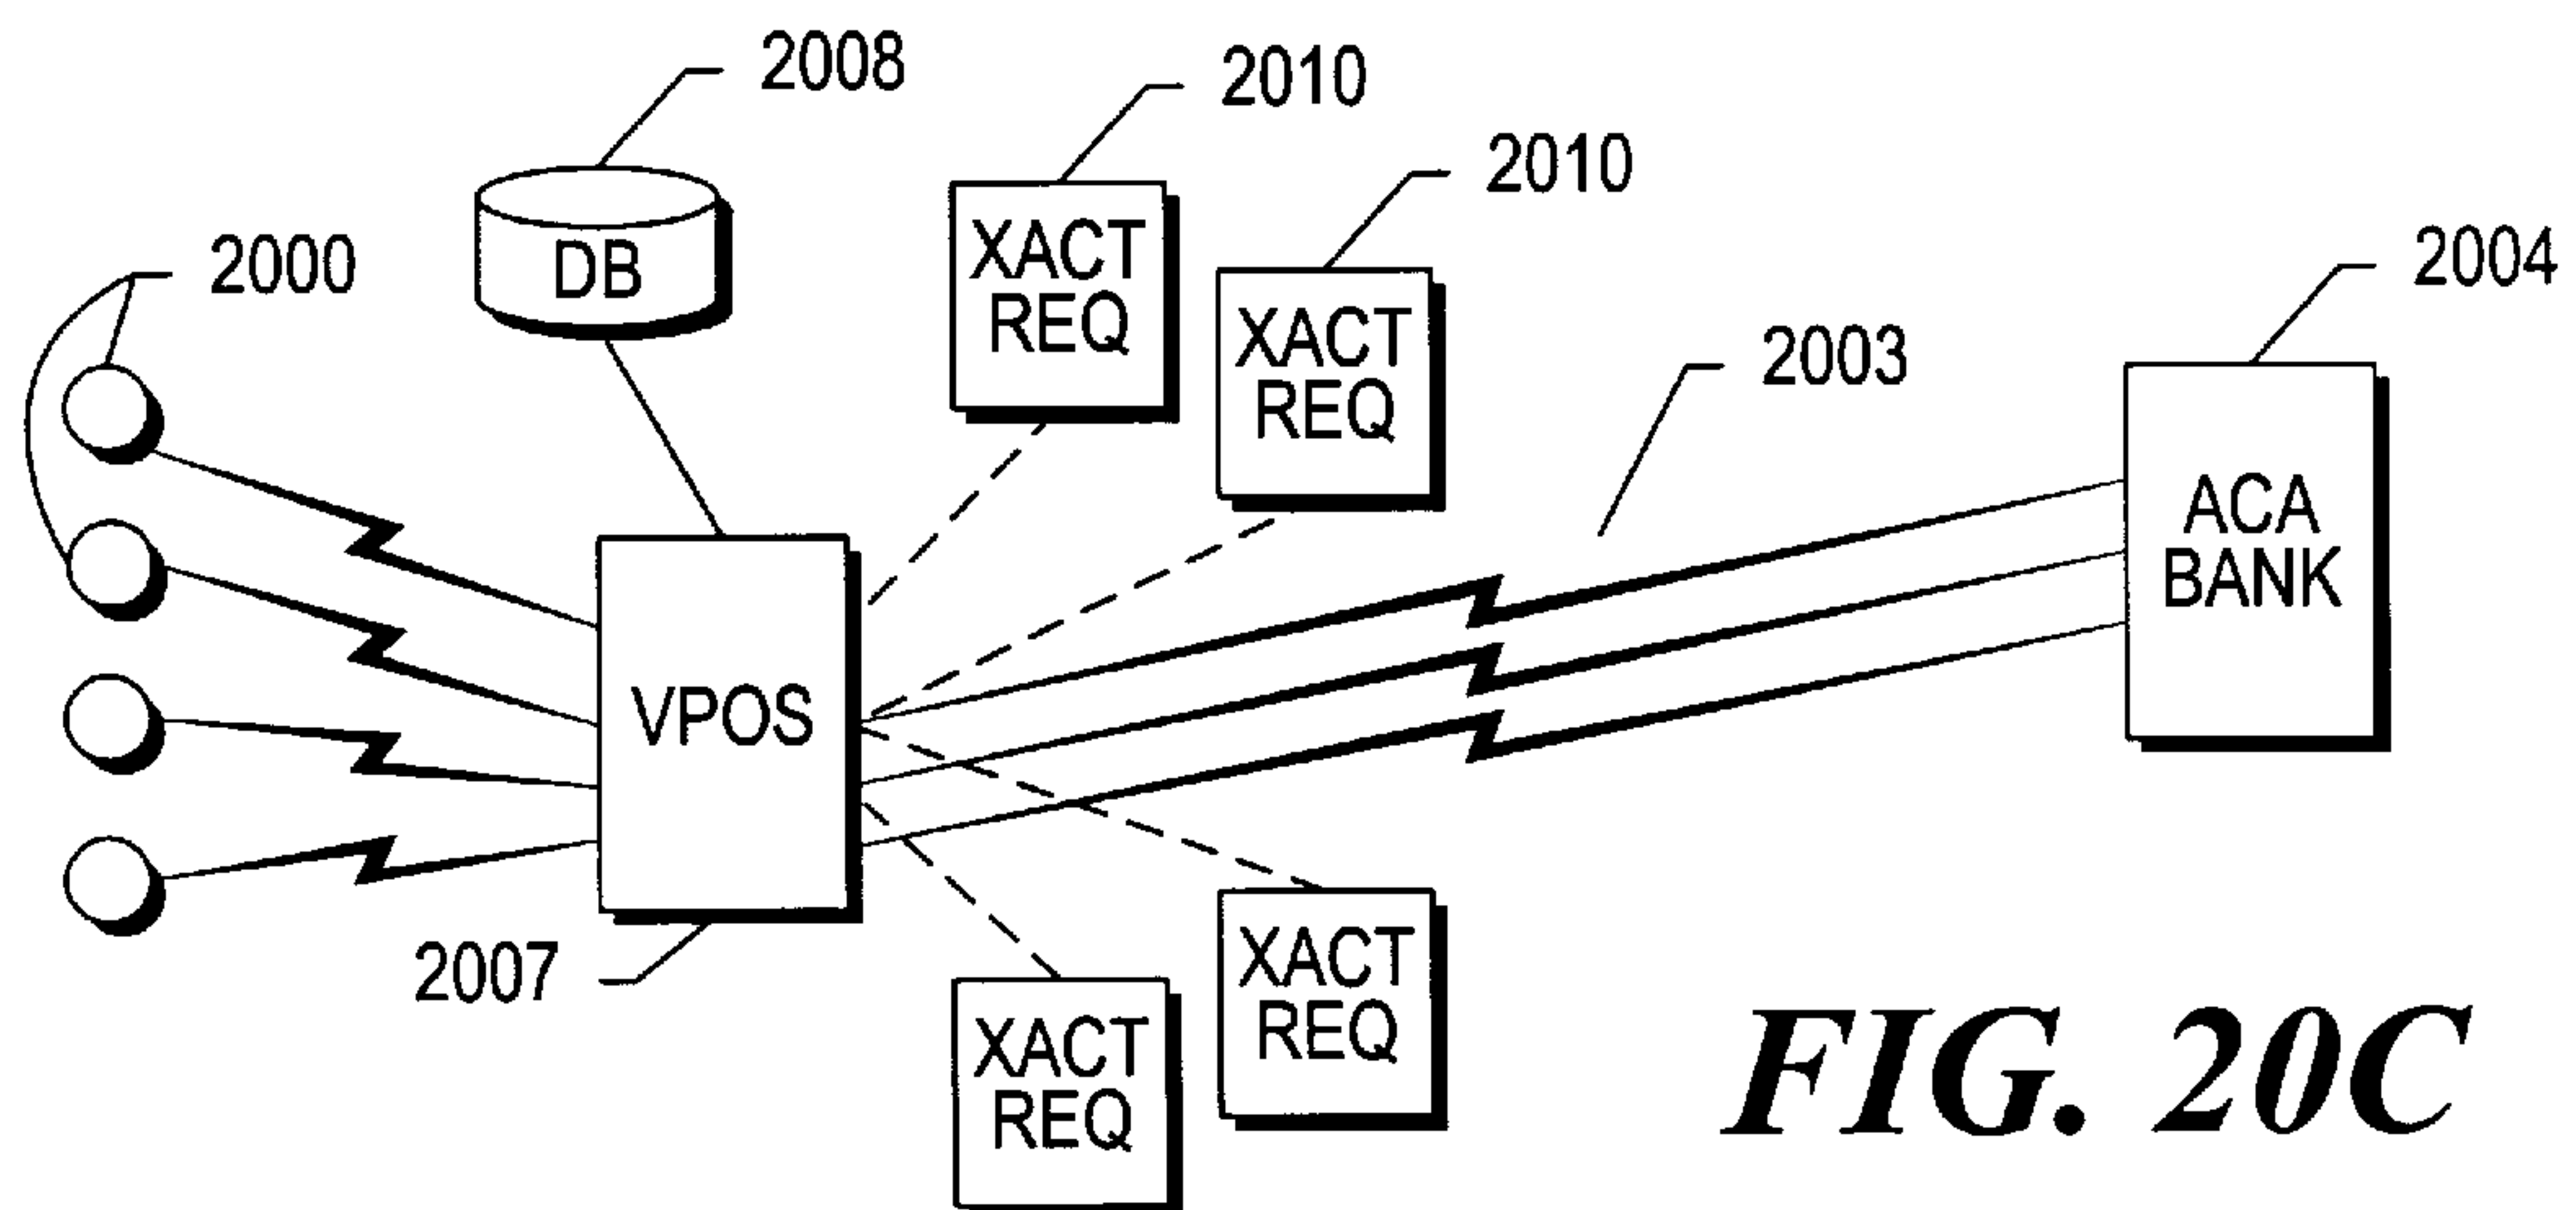 2008
2010
2010
2000
DB
XACT
REQ
XACT
REQ
2003
2004
ACA
BANK
VPOS
2007
XACT
REQ
XACT
REQ
FIG. 20C